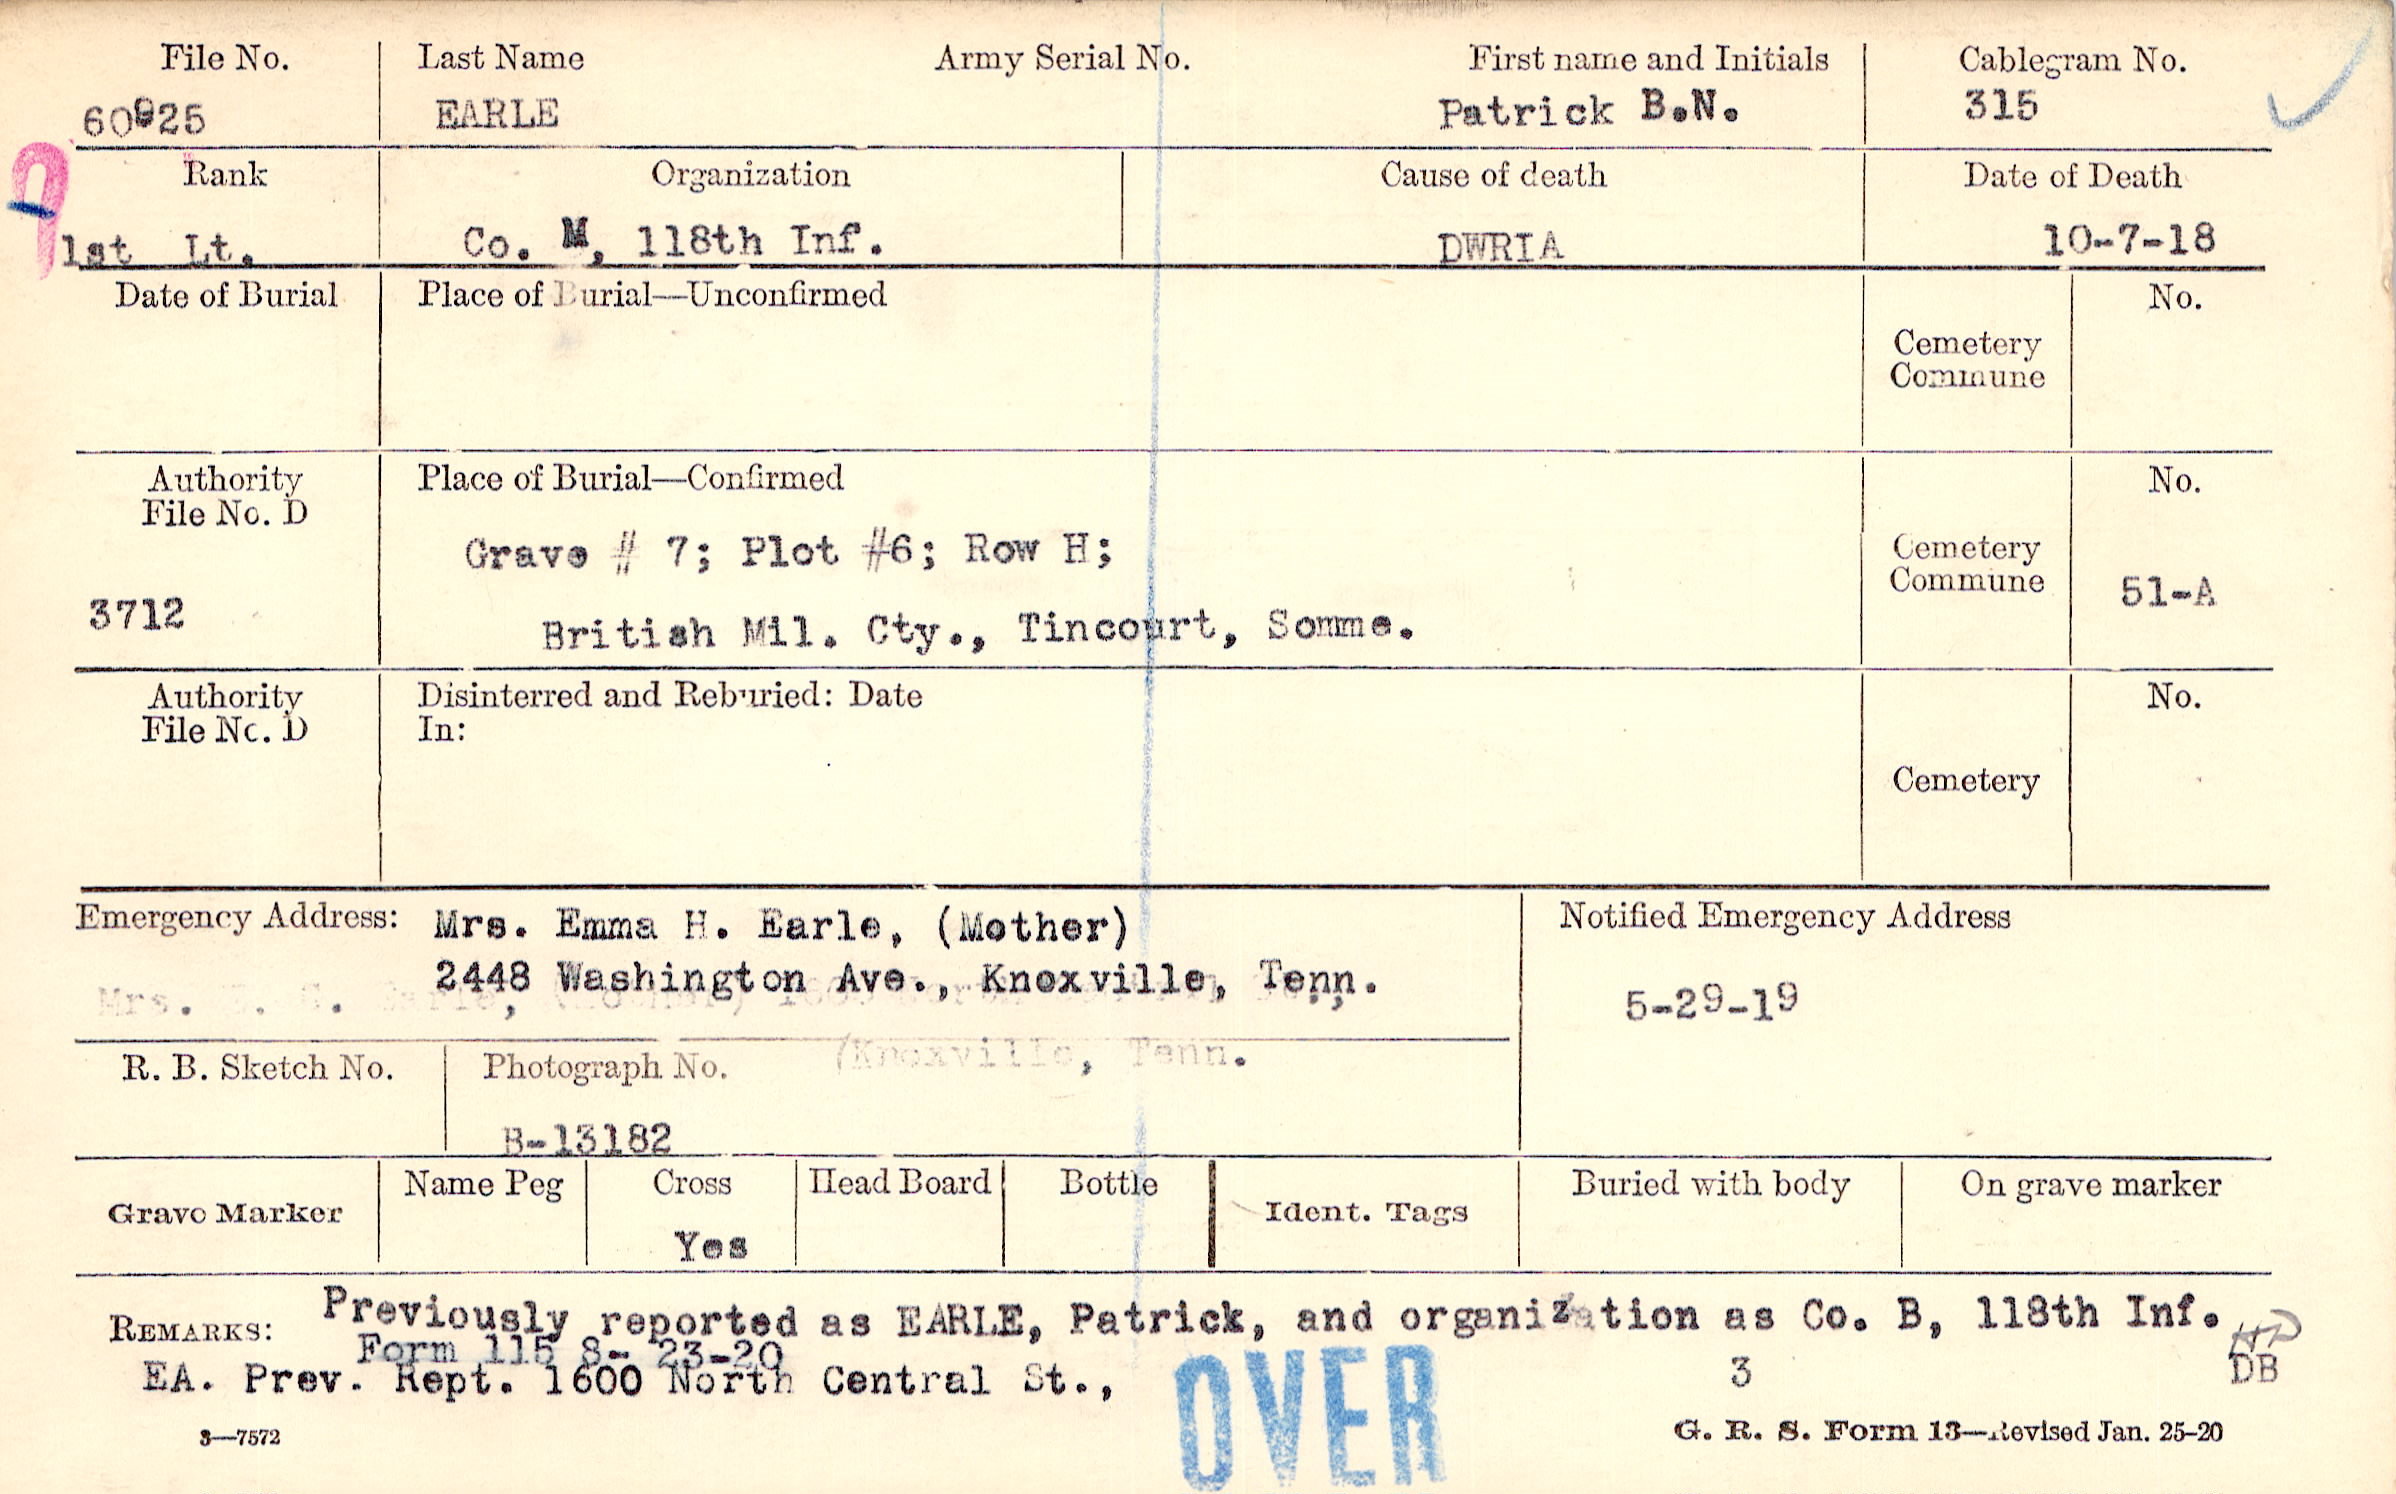 File No. Last Name Army Serial No. First name and Initials Cablegram No.
60925 EARLE Patrick B.N. 315
Rank Organization Cause of death Date of Death
1st Lt. Co. M, 118th Inf. DWRIA 10-7-18
Date of Burial Place of Burial—Unconfirmed No.
Cemetery
Commune
Authority Place of Burial—Confirmed No.
File No. D
Grave # 7; Plot #6; Row H;
Cemetery
Commune 51-A
3712 British Mil. Cty., Tincourt, Somme.
Authority Disinterred and Reburied: Date No.
File No. D In:
Cemetery
Emergency Address: Mrs. Emma H. Earle, (Mother) Notified Emergency Address
2448 Washington Ave., Knoxville, Tenn.
Mrs. Earle, 5-29-19
(Knoxville, Tenn.
R. B. Sketch No. Photograph No.
B-13182
Grave Marker Name Peg Cross Head Board Bottle Ident. Tags Buried with body On grave marker
Yes
REMARKS: Previously reported as EARLE, Patrick, and organization as Co. B, 118th Inf.
HP
Form 115 8- 23-20
EA. Prev. Rept. 1600 North Central St., 3 DB
OVER
3—7572 G. R. S. Form 13—Revised Jan. 25-20